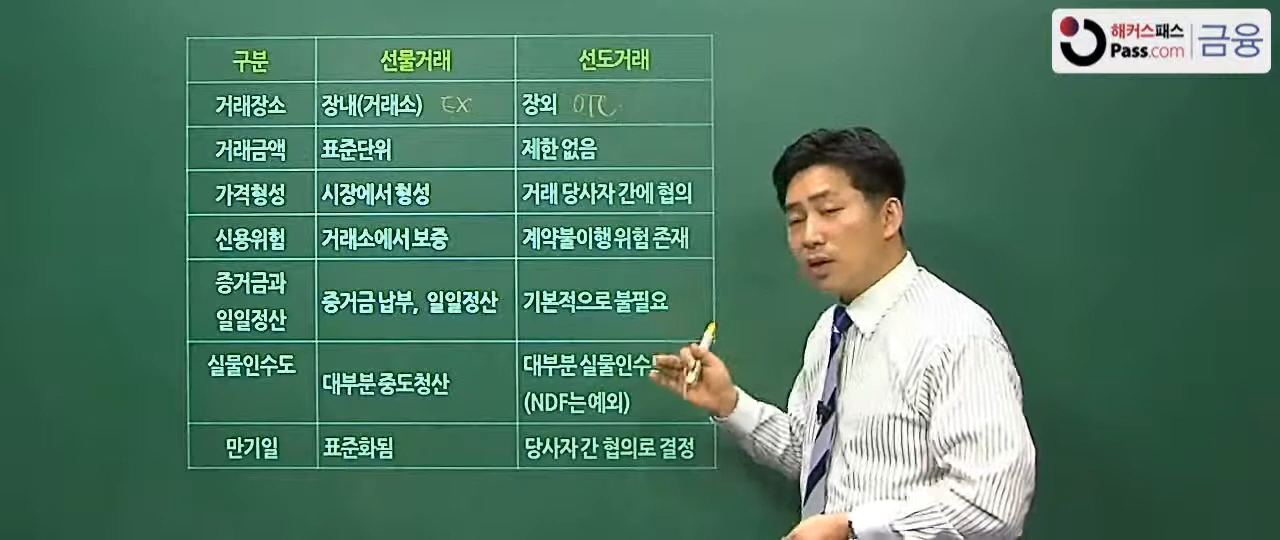 해커스패스
Pass.com
금융
구분 선물거래 선도거래
거래장소 장내(거래소) EX 장외 OTC
거래금액 표준단위 제한 없음
가격형성 시장에서 형성 거래 당사자 간에 협의
신용위험 거래소에서 보증 계약불이행 위험 존재
증거금과
일일정산 증거금 납부, 일일정산 기본적으로 불필요
실물인수도 대부분 중도청산 대부분 실물인수
(NDF는 예외)
만기일 표준화됨 당사자 간 협의로 결정